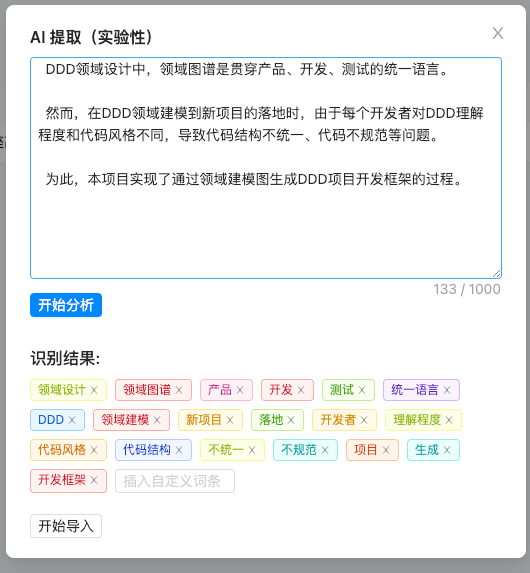 AI 提取（实验性）
DDD领域设计中，领域图谱是贯穿产品、开发、测试的统一语言。
然而，在DDD领域建模到新项目的落地时，由于每个开发者对DDD理解
程度和代码风格不同，导致代码结构不统一、代码不规范等问题。
为此，本项目实现了通过领域建模图生成DDD项目开发框架的过程。
133 / 1000
开始分析
识别结果:
领域设计 × 领域图谱 × 产品 × 开发 × 测试 × 统一语言 ×
DDD × 领域建模 × 新项目 × 落地 × 开发者 × 理解程度 ×
代码风格 × 代码结构 × 不统一 × 不规范 × 项目 × 生成 ×
开发框架 × 插入自定义词条
开始导入